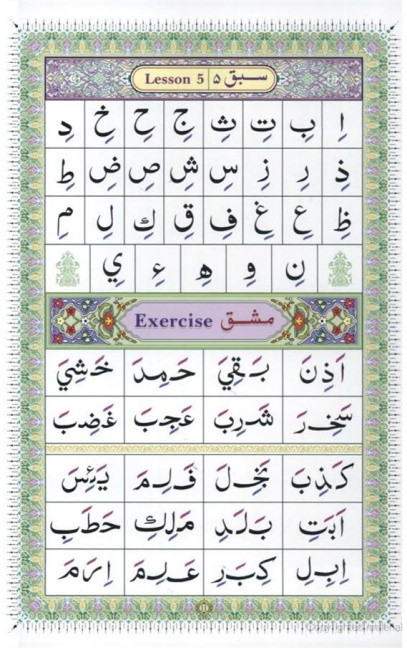 Lesson 5 سبق ۵
اِ بِ تِ ثِ جِ حِ خِ دِ
ذِ رِ زِ سِ شِ صِ ضِ طِ
ظِ عِ غِ فِ قِ كِ لِ مِ
نِ وِ هِ ءِ يِ
Exercise مشق
اَذِنَ بَقِيَ حَمِدَ خَشِيَ
سَخِرَ شَرِبَ عَجِبَ غَضِبَ
كَذِبَ بَخِلَ فَلِمَ يَئِسَ
اَبَتِ بَلَدِ مَلِكِ حَطَبِ
اِبِلِ كِبَرِ عَلِمَ اِرَمَ